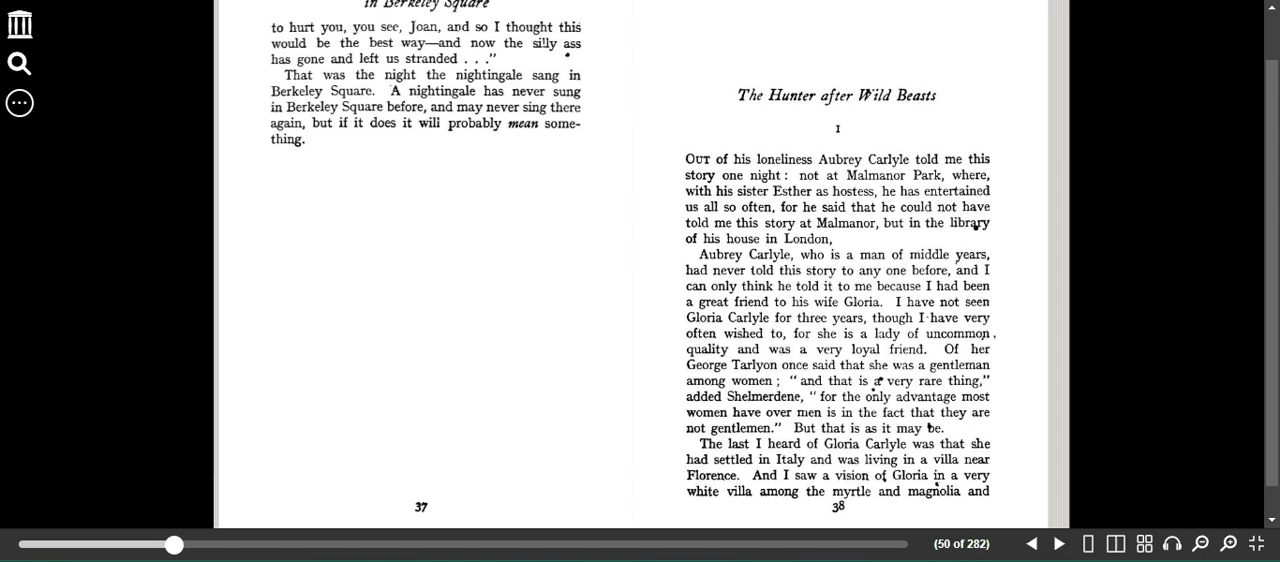 in Berkeley Square
to hurt you, you see, Joan, and so I thought this
would be the best way—and now the silly ass
has gone and left us stranded . . ."
That was the night the nightingale sang in
Berkeley Square. A nightingale has never sung
in Berkeley Square before, and may never sing there
again, but if it does it will probably mean some-
thing.
37
The Hunter after Wild Beasts
I
OUT of his loneliness Aubrey Carlyle told me this
story one night : not at Malmanor Park, where,
with his sister Esther as hostess, he has entertained
us all so often, for he said that he could not have
told me this story at Malmanor, but in the library
of his house in London,
Aubrey Carlyle, who is a man of middle years,
had never told this story to any one before, and I
can only think he told it to me because I had been
a great friend to his wife Gloria. I have not seen
Gloria Carlyle for three years, though I have very
often wished to, for she is a lady of uncommon,
quality and was a very loyal friend. Of her
George Tarlyon once said that she was a gentleman
among women ; "and that is a very rare thing,"
added Shelmerdene, "for the only advantage most
women have over men is in the fact that they are
not gentlemen." But that is as it may be.
The last I heard of Gloria Carlyle was that she
had settled in Italy and was living in a villa near
Florence. And I saw a vision of Gloria in a very
white villa among the myrtle and magnolia and
38
(50 of 282)